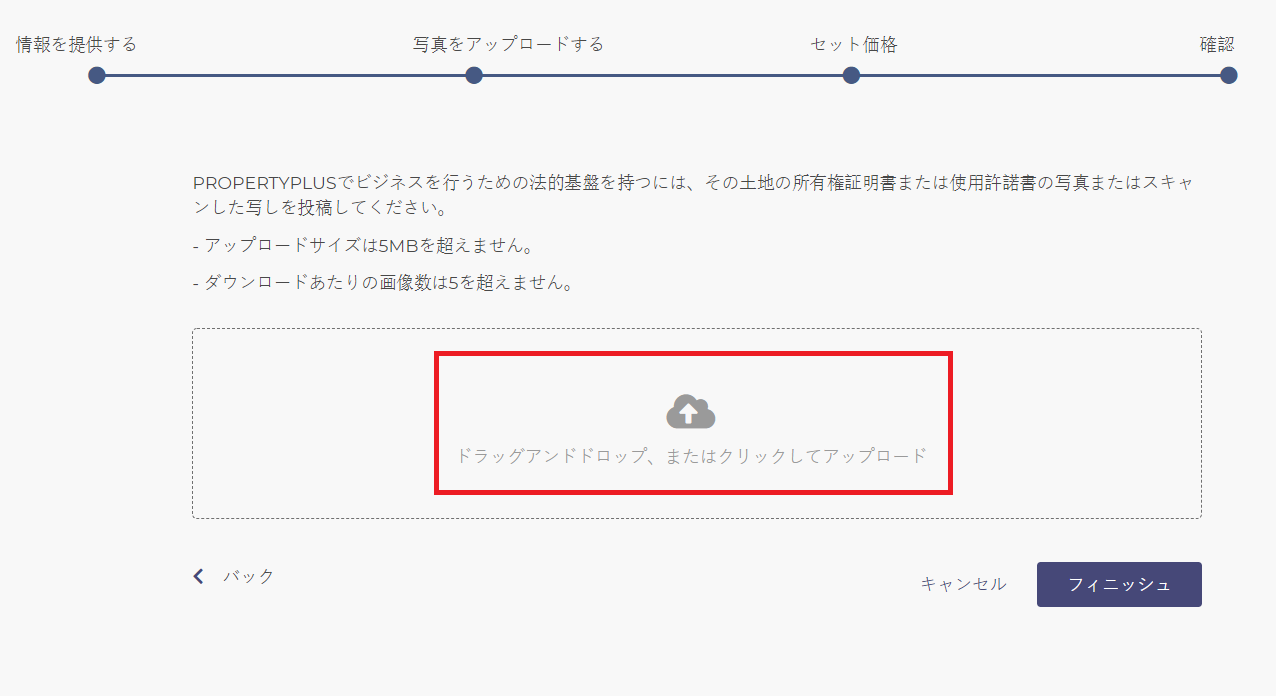 情報を提供する
写真をアップロードする
セット価格
確認
PROPERTYPLUSでビジネスを行うための法的基盤を持つには、その土地の所有権証明書または使用許諾書の写真またはスキャ
ンした写しを投稿してください。
- アップロードサイズは5MBを超えません。
- ダウンロードあたりの画像数は5を超えません。
ドラッグアンドドロップ、またはクリックしてアップロード
バック
キャンセル
フィニッシュ